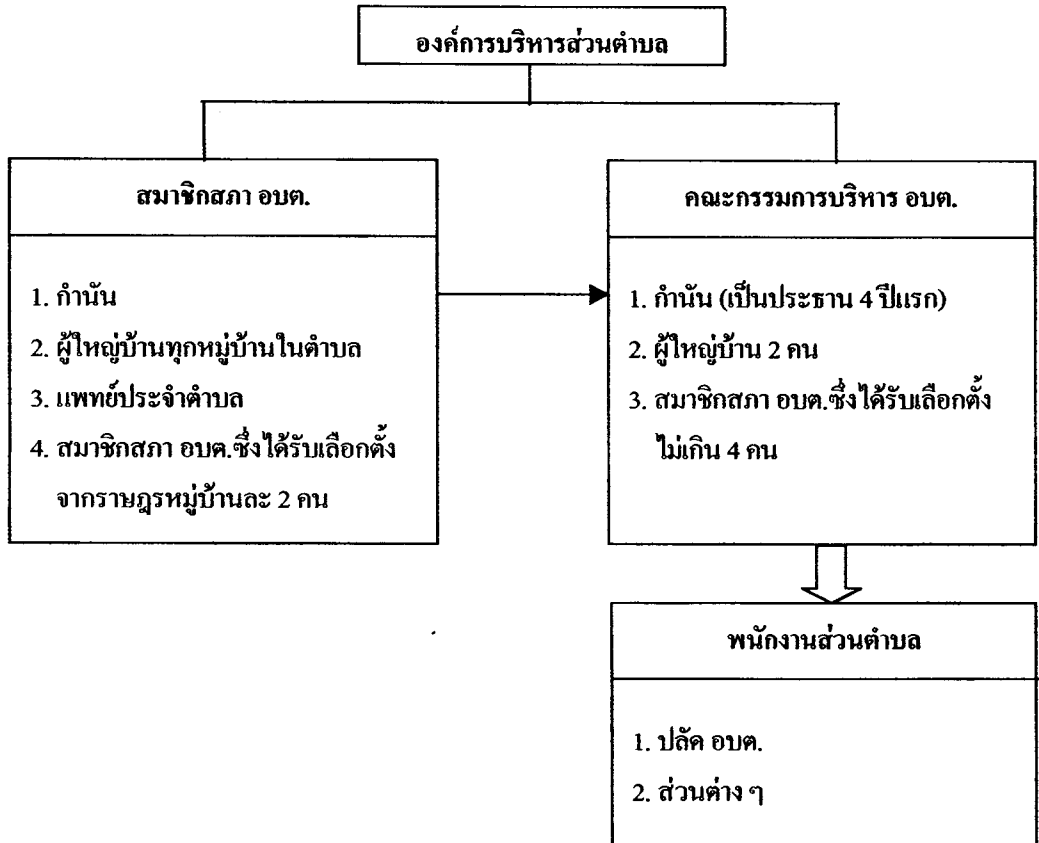 องค์การบริหารส่วนตำบล
สมาชิกสภา อบต.
1. กำนัน
2. ผู้ใหญ่บ้านทุกหมู่บ้านในตำบล
3. แพทย์ประจำตำบล
4. สมาชิกสภา อบต.ซึ่งได้รับเลือกตั้ง
จากราษฎรหมู่บ้านละ 2 คน
คณะกรรมการบริหาร อบต.
1. กำนัน (เป็นประธาน 4 ปีแรก)
2. ผู้ใหญ่บ้าน 2 คน
3. สมาชิกสภา อบต.ซึ่งได้รับเลือกตั้ง
ไม่เกิน 4 คน
พนักงานส่วนตำบล
1. ปลัด อบต.
2. ส่วนต่าง ๆ